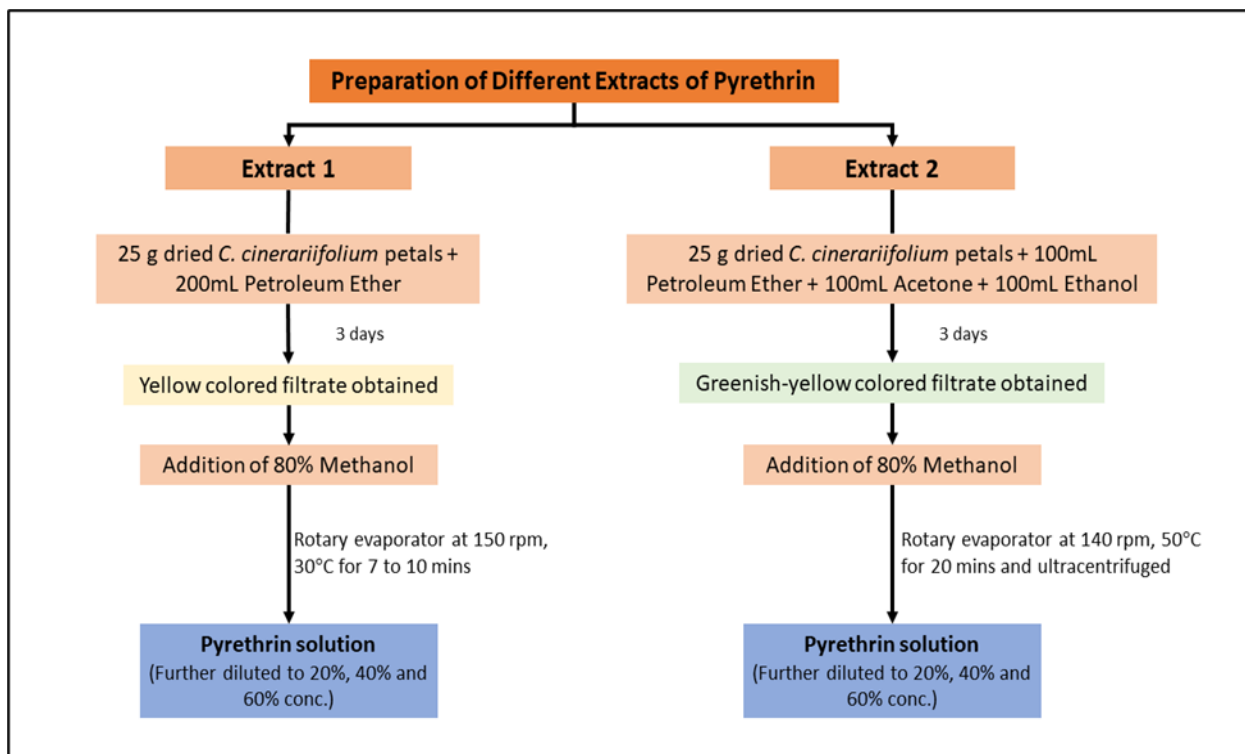 Preparation of Different Extracts of Pyrethrin
Extract 1
25 g dried C. cinerariifolium petals +
200mL Petroleum Ether
3 days
Yellow colored filtrate obtained
Addition of 80% Methanol
Rotary evaporator at 150 rpm,
30°C for 7 to 10 mins
Pyrethrin solution
(Further diluted to 20%, 40% and
60% conc.)
Extract 2
25 g dried C. cinerariifolium petals + 100mL
Petroleum Ether + 100mL Acetone + 100mL Ethanol
3 days
Greenish-yellow colored filtrate obtained
Addition of 80% Methanol
Rotary evaporator at 140 rpm, 50°C
for 20 mins and ultracentrifuged
Pyrethrin solution
(Further diluted to 20%, 40% and
60% conc.)